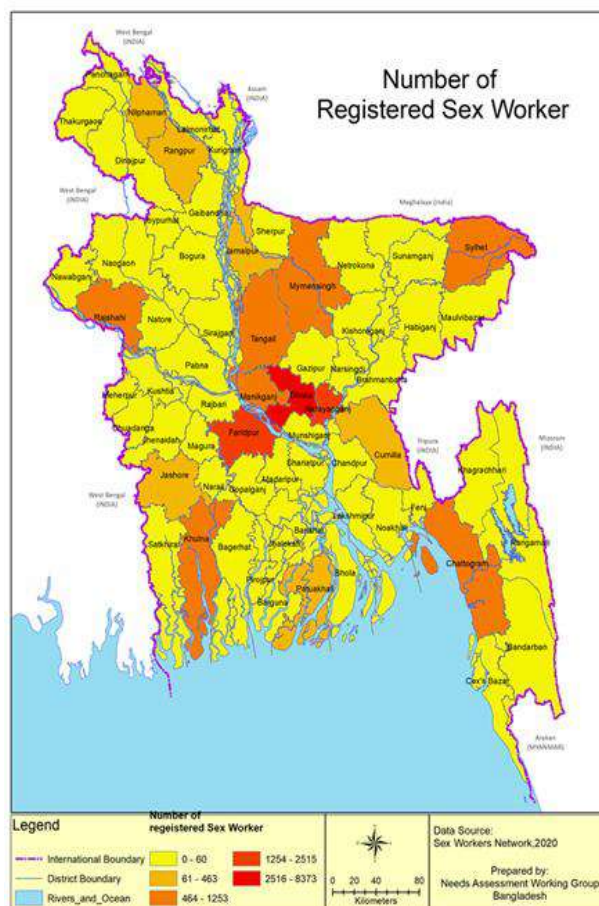 Number of
Registered Sex Worker
West Bengal
(INDIA)
Assam
(INDIA)
Panchagarh
Thakurgaon
Nilphamari
Lalmonirhat
Rangpur
Kurigram
Dinajpur
West Bengal
(INDIA)
Meghalaya (India)
Gaibandha
Joypurhat
Sherpur
Naogaon
Bogura
Jamalpur
Netrokona
Sunamganj
Sylhet
Nawabganj
Mymensingh
Rajshahi
Natore
Sirajganj
Tangail
Kishoreganj
Habiganj
Maulvibazar
Pabna
Gazipur
Narsingdi
Brahmanbaria
Meherpur
Kushtia
Manikganj
Dhaka
Narayanganj
Rajbari
Chuadanga
Jhenaidah
Magura
Faridpur
Munshiganj
Cumilla
Tripura
(INDIA)
Mizoram
(INDIA)
Shariatpur
Chandpur
Khagrachhari
West Bengal
(INDIA)
Jashore
Narail
Gopalganj
Madaripur
Lakshmipur
Noakhali
Feni
Rangamati
Satkhira
Khulna
Bagerhat
Barishal
Jhalokati
Pirojpur
Bhola
Chattogram
Patuakhali
Barguna
Bandarban
Cox's Bazar
Arakan
(MYANMAR)
Legend
International Boundary
District Boundary
Rivers_and_Ocean
Number of
registered Sex Worker
0 - 60
61 - 463
464 - 1253
1254 - 2515
2516 - 8373
0 20 40 60 80
Kilometers
Data Source:
Sex Workers Network,2020
Prepared by:
Needs Assessment Working Group
Bangladesh